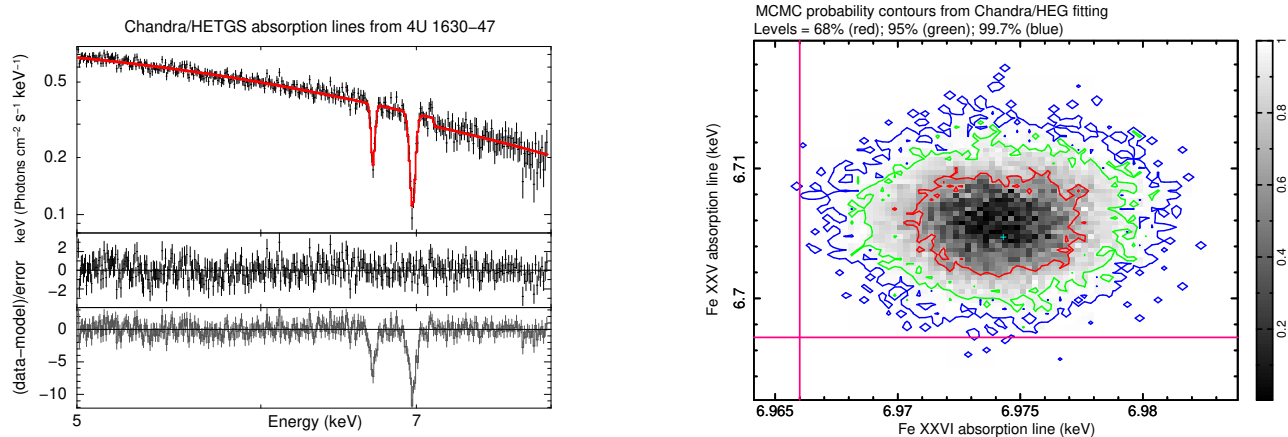 Chandra/HETGS absorption lines from 4U 1630−47
keV (Photons cm−2 s−1 keV−1)
0.5
0.2
0.1
(data−model)/error
2
0
−2
0
−5
−10
5
7
Energy (keV)
MCMC probability contours from Chandra/HEG fitting
Levels = 68% (red); 95% (green); 99.7% (blue)
Fe XXV absorption line (keV)
6.71
6.7
6.965
6.97
6.975
6.98
Fe XXVI absorption line (keV)
1
0.8
0.6
0.4
0.2